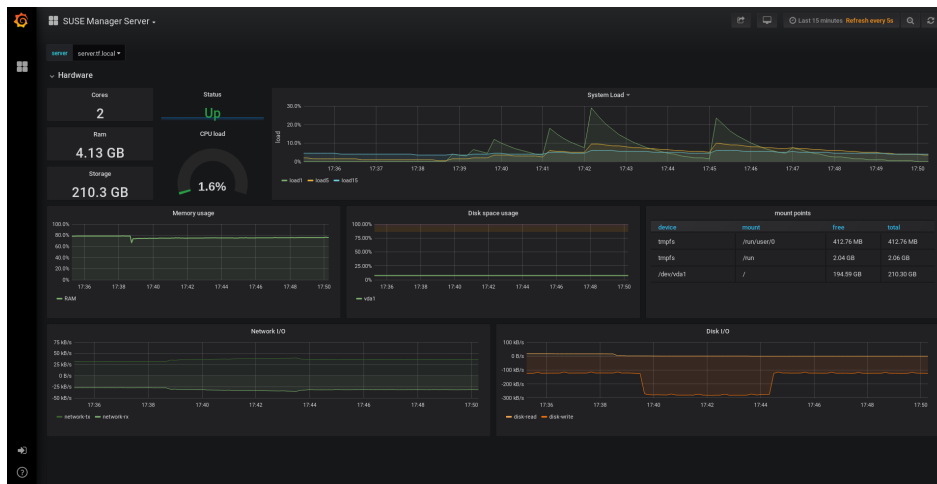 SUSE Manager Server
Last 15 minutes Refresh every 5s
server server.tf.local
Hardware
Cores
2
Status
Up
Ram
4.13 GB
CPU load
1.6%
Storage
210.3 GB
System Load
load
30.0%
20.0%
10.0%
0%
17:36 17:37 17:38 17:39 17:40 17:41 17:42 17:43 17:44 17:45 17:46 17:47 17:48 17:49 17:50
load1 load5 load15
Memory usage
100.0%
80.0%
60.0%
40.0%
20.0%
0%
17:36 17:38 17:40 17:42 17:44 17:46 17:48 17:50
RAM
Disk space usage
100.00%
75.00%
50.00%
25.00%
0%
17:36 17:38 17:40 17:42 17:44 17:46 17:48 17:50
vda1
mount points
device mount free total
tmpfs /run/user/0 412.76 MB 412.76 MB
tmpfs /run 2.04 GB 2.06 GB
/dev/vda1 / 194.59 GB 210.30 GB
Network I/O
75 kB/s
50 kB/s
25 kB/s
0 B/s
-25 kB/s
-50 kB/s
17:36 17:38 17:40 17:42 17:44 17:46 17:48 17:50
network-tx network-rx
Disk I/O
100 kB/s
0 B/s
-100 kB/s
-200 kB/s
-300 kB/s
17:36 17:38 17:40 17:42 17:44 17:46 17:48 17:50
disk-read disk-write